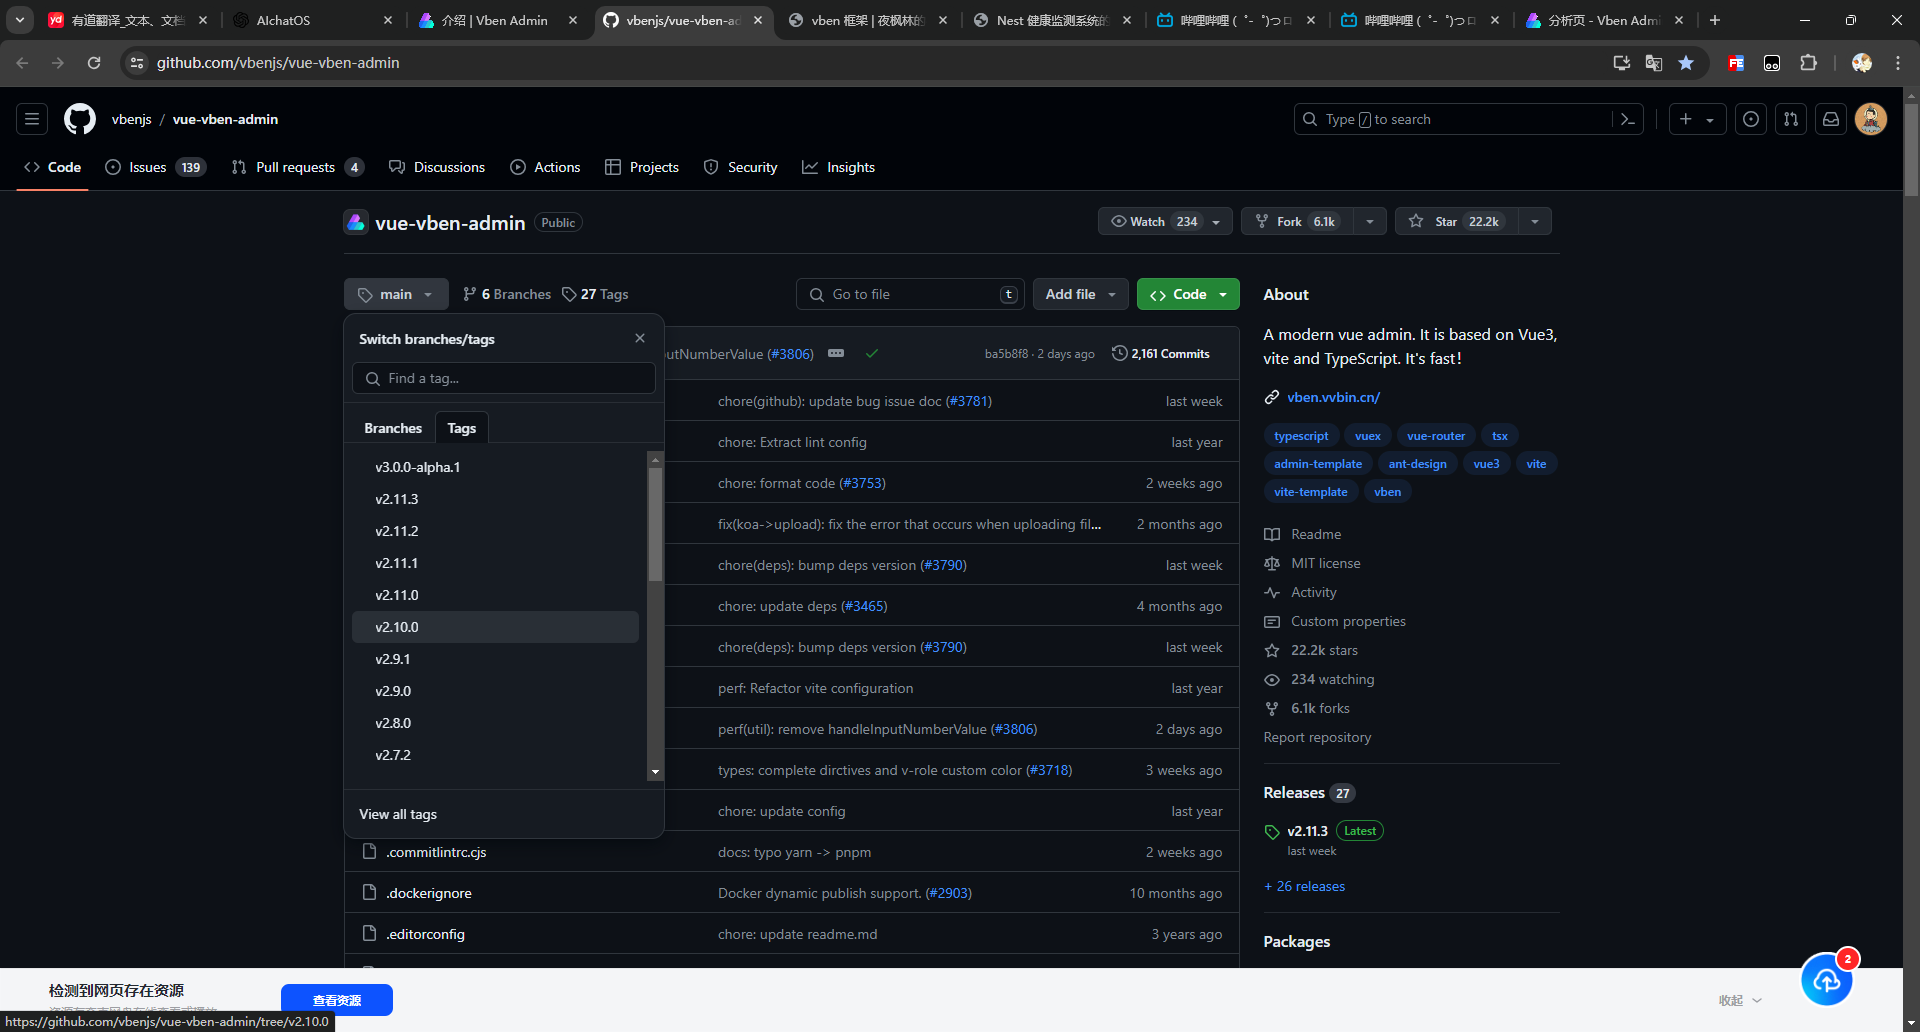 有道翻译_文本、文档
AIchatOS
介绍 | Vben Admin
vbenjs/vue-vben-ad
vben 框架 | 夜枫林的
Nest 健康监测系统的
哔哩哔哩 (゜-゜)つロ
哔哩哔哩 (゜-゜)つロ
分析页 - Vben Admi
github.com/vbenjs/vue-vben-admin
vbenjs / vue-vben-admin
Type / to search
Code
Issues 139
Pull requests 4
Discussions
Actions
Projects
Security
Insights
vue-vben-admin Public
Watch 234
Fork 6.1k
Star 22.2k
main
6 Branches
27 Tags
Go to file t
Add file
Code
Switch branches/tags
Find a tag...
Branches
Tags
v3.0.0-alpha.1
v2.11.3
v2.11.2
v2.11.1
v2.11.0
v2.10.0
v2.9.1
v2.9.0
v2.8.0
v2.7.2
View all tags
utNumberValue (#3806)
ba5b8f8 · 2 days ago
2,161 Commits
chore(github): update bug issue doc (#3781) last week
chore: Extract lint config last year
chore: format code (#3753) 2 weeks ago
fix(koa->upload): fix the error that occurs when uploading fil... 2 months ago
chore(deps): bump deps version (#3790) last week
chore: update deps (#3465) 4 months ago
chore(deps): bump deps version (#3790) last week
perf: Refactor vite configuration last year
perf(util): remove handleInputNumberValue (#3806) 2 days ago
types: complete dirctives and v-role custom color (#3718) 3 weeks ago
chore: update config last year
.commitlintrc.cjs docs: typo yarn -> pnpm 2 weeks ago
.dockerignore Docker dynamic publish support. (#2903) 10 months ago
.editorconfig chore: update readme.md 3 years ago
About
A modern vue admin. It is based on Vue3,
vite and TypeScript. It's fast!
vben.vvbin.cn/
typescript vuex vue-router tsx
admin-template ant-design vue3 vite
vite-template vben
Readme
MIT license
Activity
Custom properties
22.2k stars
234 watching
6.1k forks
Report repository
Releases 27
v2.11.3 Latest
last week
+ 26 releases
Packages
检测到网页存在资源
查看资源
收起
2
https://github.com/vbenjs/vue-vben-admin/tree/v2.10.0